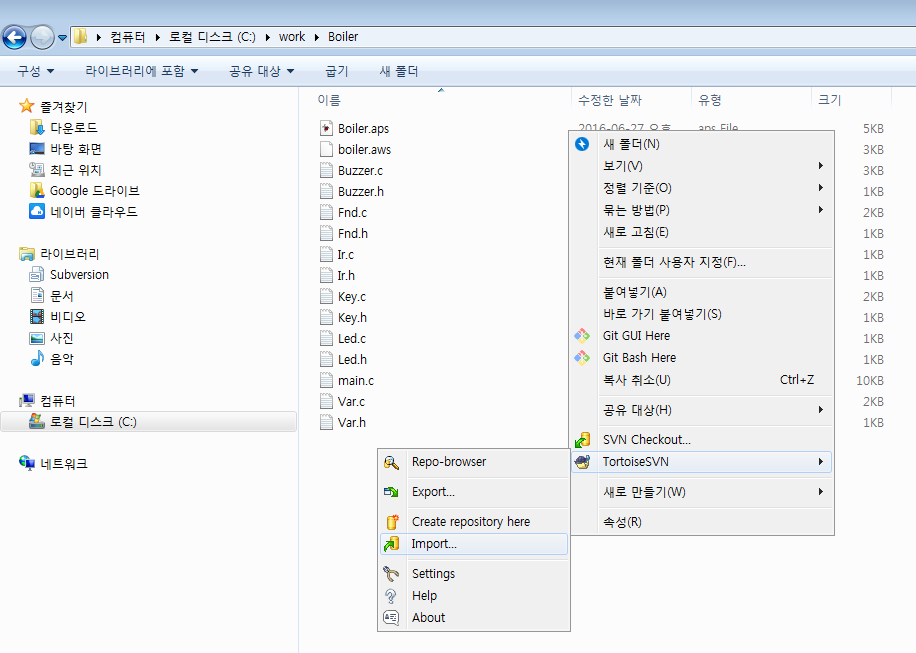 컴퓨터 로컬 디스크 (C:) work Boiler
구성 라이브러리에 포함 공유 대상 굽기 새 폴더
즐겨찾기
다운로드
바탕 화면
최근 위치
Google 드라이브
네이버 클라우드
라이브러리
Subversion
문서
비디오
사진
음악
컴퓨터
로컬 디스크 (C:)
네트워크
이름 수정한 날짜 유형 크기
Boiler.aps 2016-06-27 오후 aps File 5KB
boiler.aws 3KB
Buzzer.c 3KB
Buzzer.h 1KB
Fnd.c 2KB
Fnd.h 1KB
Ir.c 1KB
Ir.h 1KB
Key.c 2KB
Key.h 1KB
Led.c 1KB
Led.h 1KB
main.c 10KB
Var.c 2KB
Var.h 1KB
새 폴더(N)
보기(V)
정렬 기준(O)
묶는 방법(P)
새로 고침(E)
현재 폴더 사용자 지정(F)...
붙여넣기(A)
바로 가기 붙여넣기(S)
Git GUI Here
Git Bash Here
복사 취소(U) Ctrl+Z
공유 대상(H)
SVN Checkout...
TortoiseSVN
새로 만들기(W)
속성(R)
Repo-browser
Export...
Create repository here
Import...
Settings
Help
About